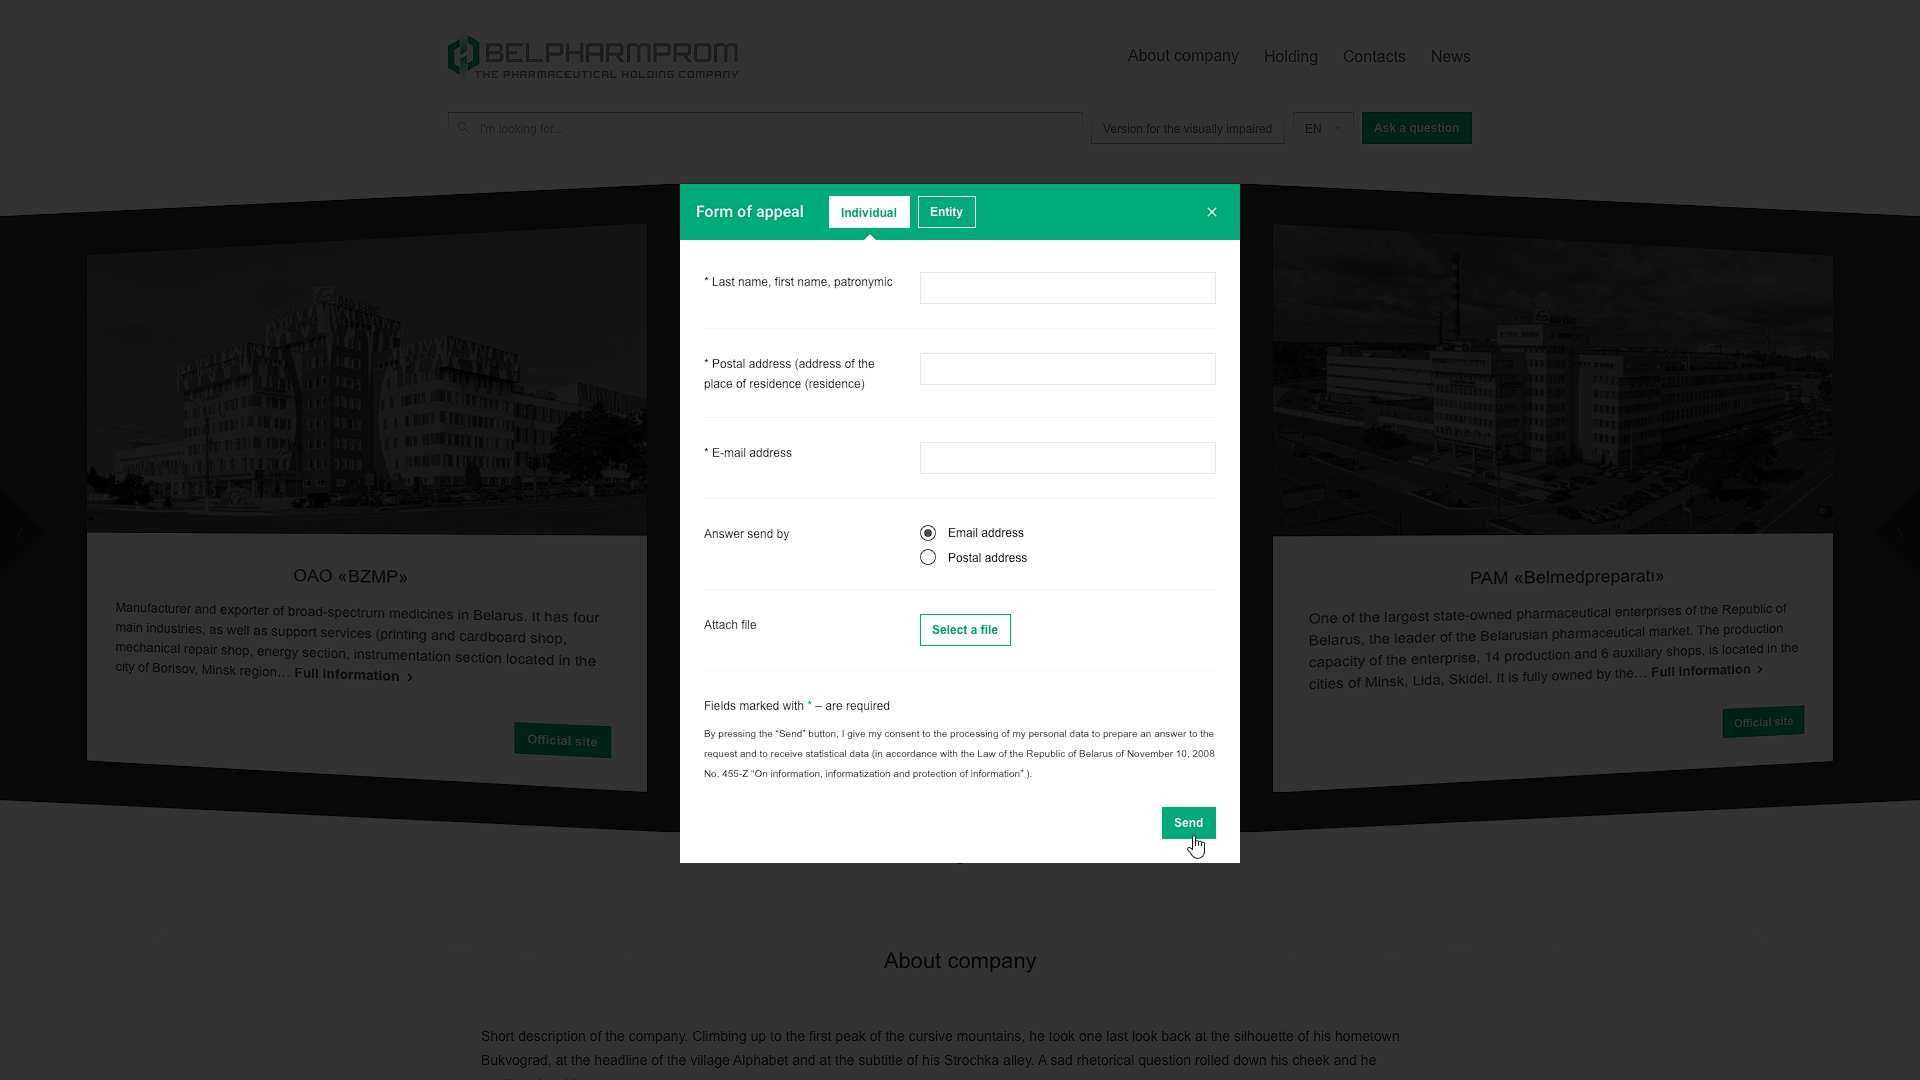 BELPHARMPROM
THE PHARMACEUTICAL HOLDING COMPANY
About company
Holding
Contacts
News
I'm looking for...
Version for the visually impaired
EN
Ask a question
Form of appeal
Individual
Entity
* Last name, first name, patronymic
* Postal address (address of the
place of residence (residence)
* E-mail address
Answer send by
Email address
Postal address
Attach file
Select a file
Fields marked with * – are required
By pressing the "Send" button, I give my consent to the processing of my personal data to prepare an answer to the
request and to receive statistical data (in accordance with the Law of the Republic of Belarus of November 10, 2008
No. 455-Z "On information, informatization and protection of information" ).
Send
OAO «BZMP»
Manufacturer and exporter of broad-spectrum medicines in Belarus. It has four
main industries, as well as support services (printing and cardboard shop,
mechanical repair shop, energy section, instrumentation section located in the
city of Borisov, Minsk region... Full information >
Official site
PAM «Belmedpreparati»
One of the largest state-owned pharmaceutical enterprises of the Republic of
Belarus, the leader of the Belarusian pharmaceutical market. The production
capacity of the enterprise, 14 production and 6 auxiliary shops, is located in the
cities of Minsk, Lida, Skidel. It is fully owned by the... Full information >
Official site
About company
Short description of the company. Climbing up to the first peak of the cursive mountains, he took one last look back at the silhouette of his hometown
Bukvograd, at the headline of the village Alphabet and at the subtitle of his Strochka alley. A sad rhetorical question rolled down his cheek and he